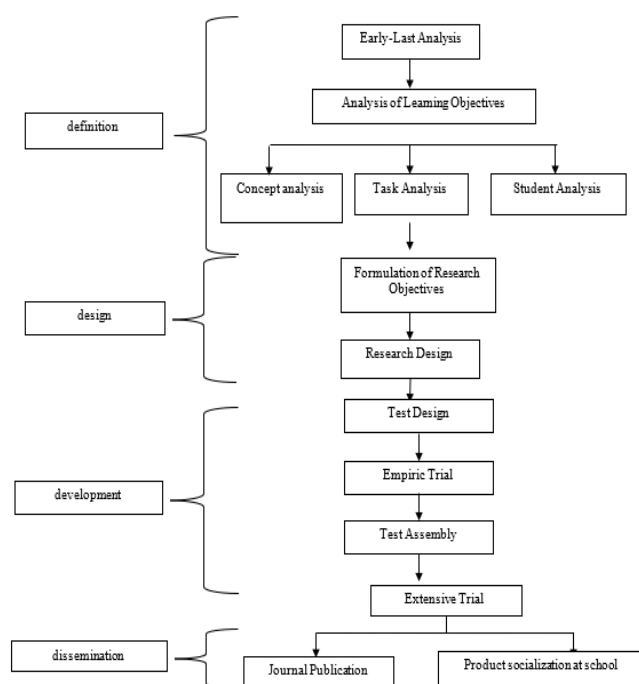 Early-Last Analysis
Analysis of Learning Objectives
definition
Concept analysis
Task Analysis
Student Analysis
Formulation of Research
Objectives
design
Research Design
Test Design
Empiric Trial
development
Test Assembly
Extensive Trial
dissemination
Journal Publication
Product socialization at school